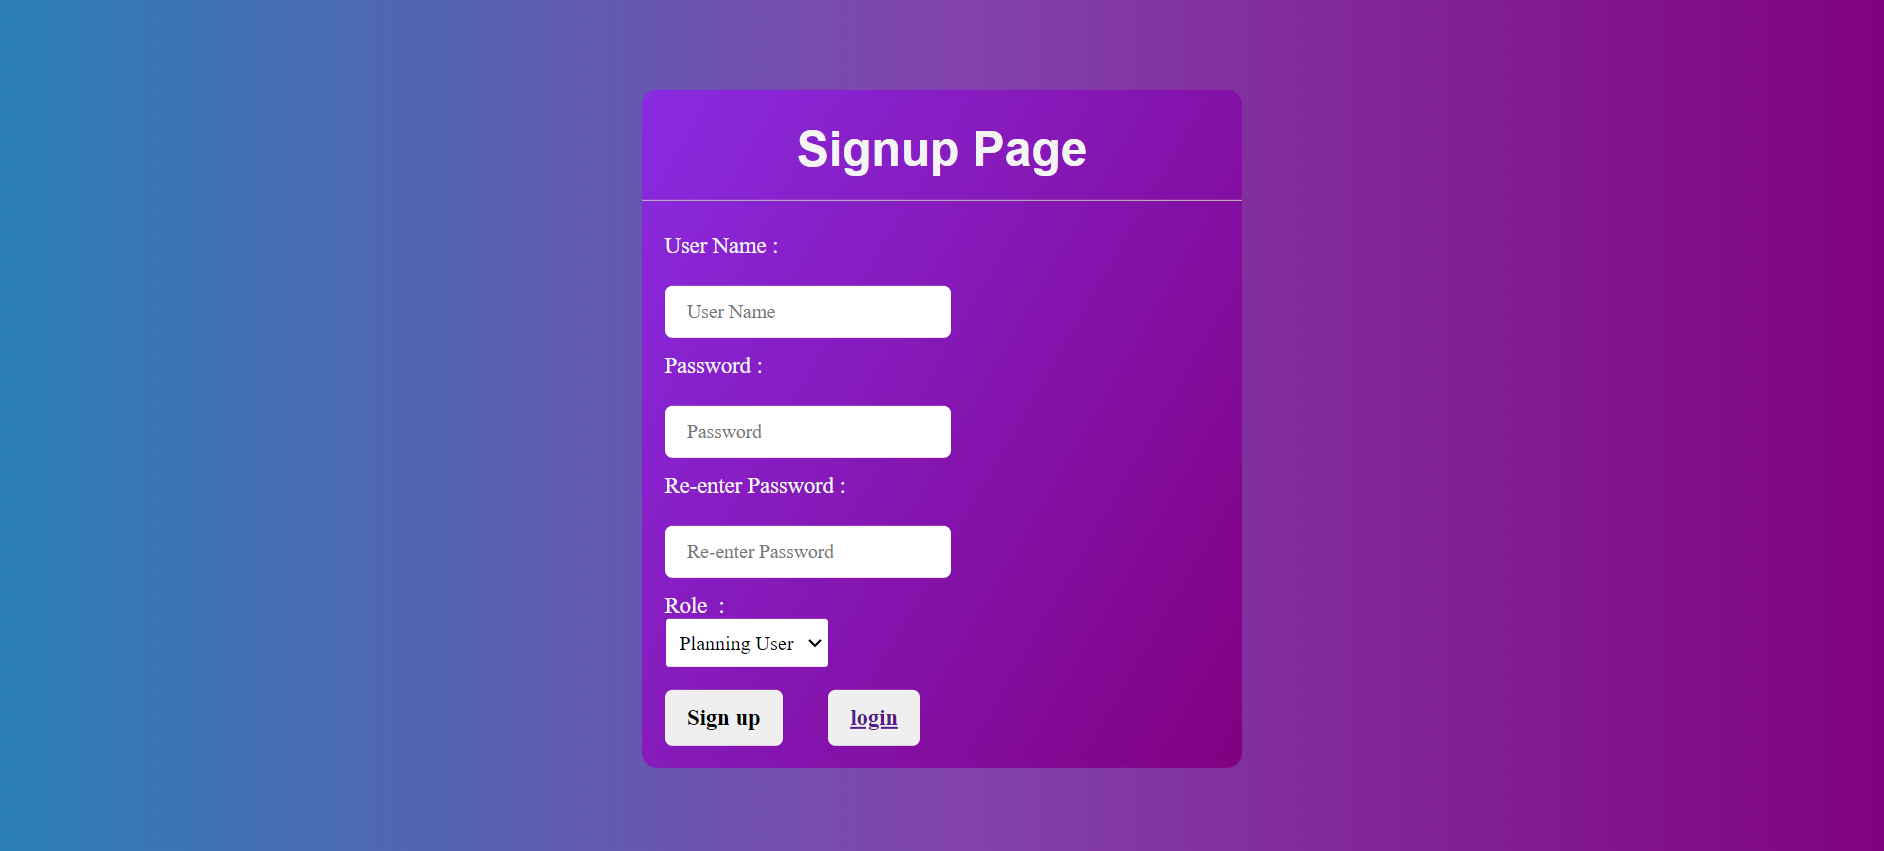 Signup Page
User Name :
User Name
Password :
Password
Re-enter Password :
Re-enter Password
Role  :
Planning User
Sign up login